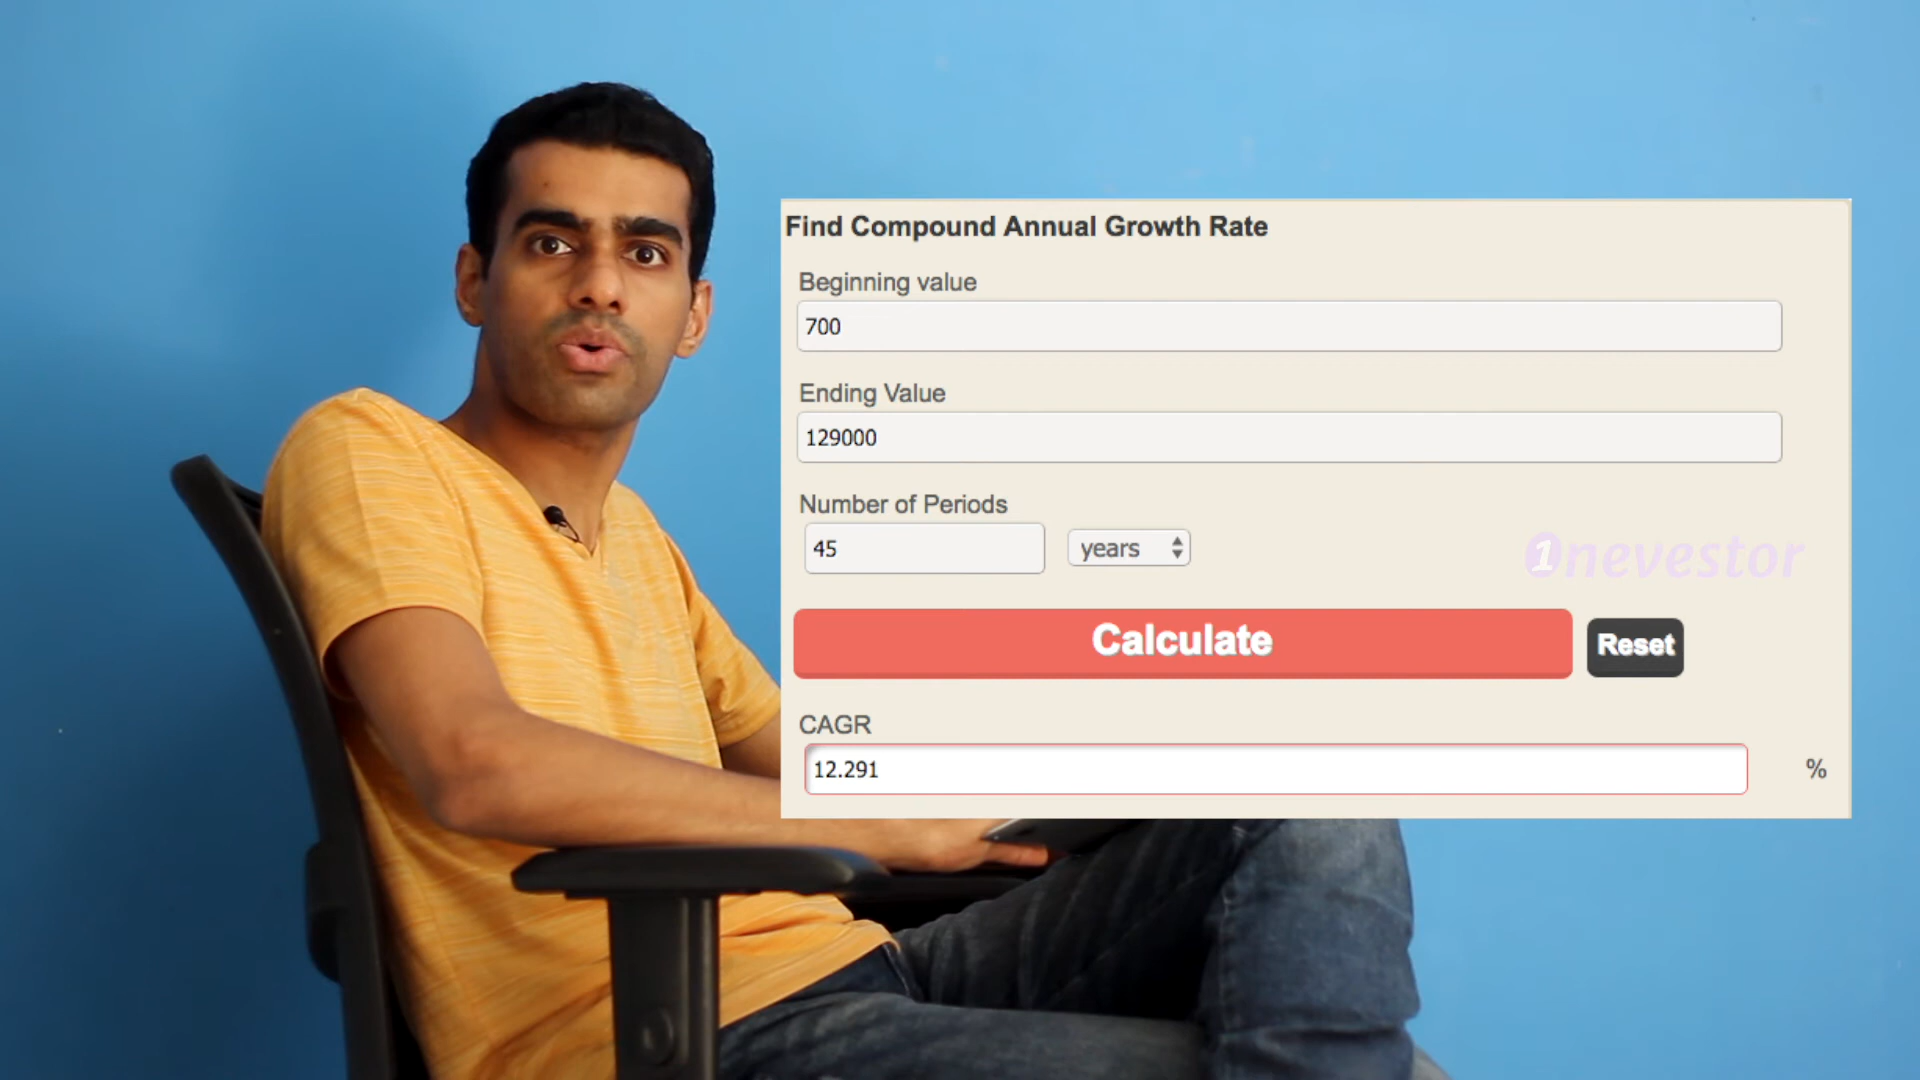 Find Compound Annual Growth Rate
Beginning value
700
Ending Value
129000
Number of Periods
45 years
1nevestor
Calculate Reset
CAGR
12.291 %